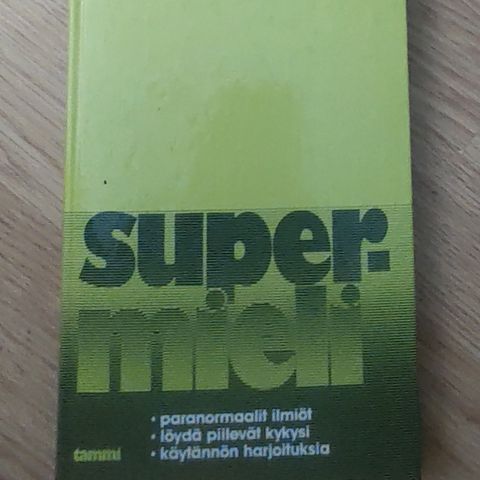 super-
mieli
• paranormaalit ilmiöt
• löydä piilevät kykysi
• käytännön harjoituksia
tammi